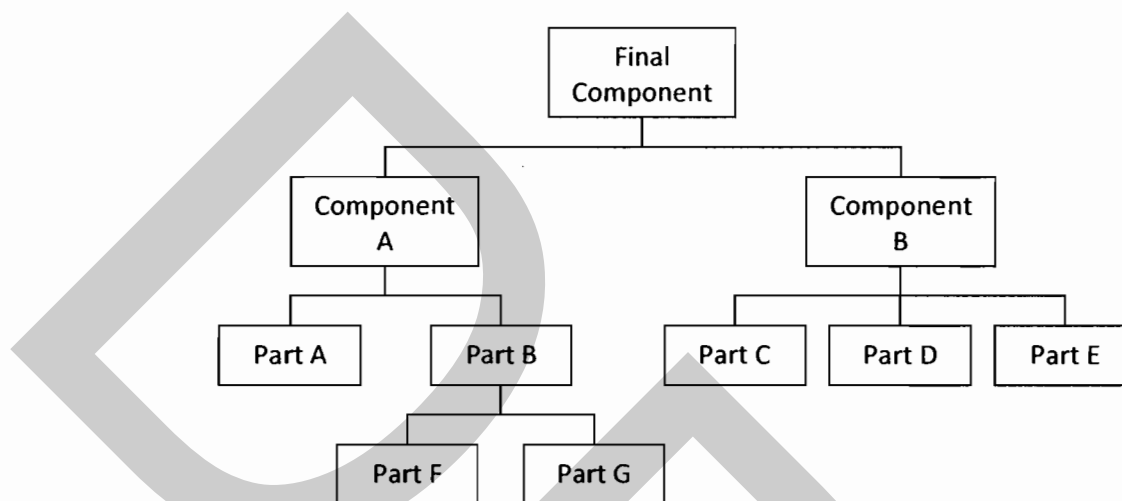 Final
Component
Component
A
Component
B
Part A
Part B
Part C
Part D
Part E
Part F
Part G